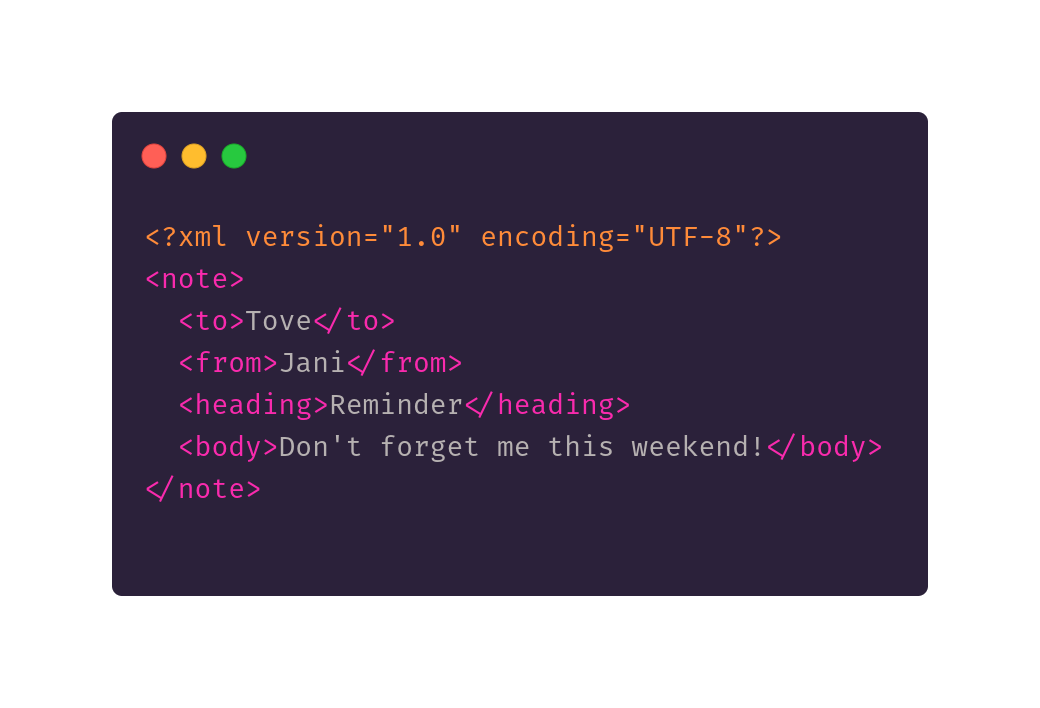 <?xml version="1.0" encoding="UTF-8"?>
<note>
  <to>Tove</to>
  <from>Jani</from>
  <heading>Reminder</heading>
  <body>Don't forget me this weekend!</body>
</note>